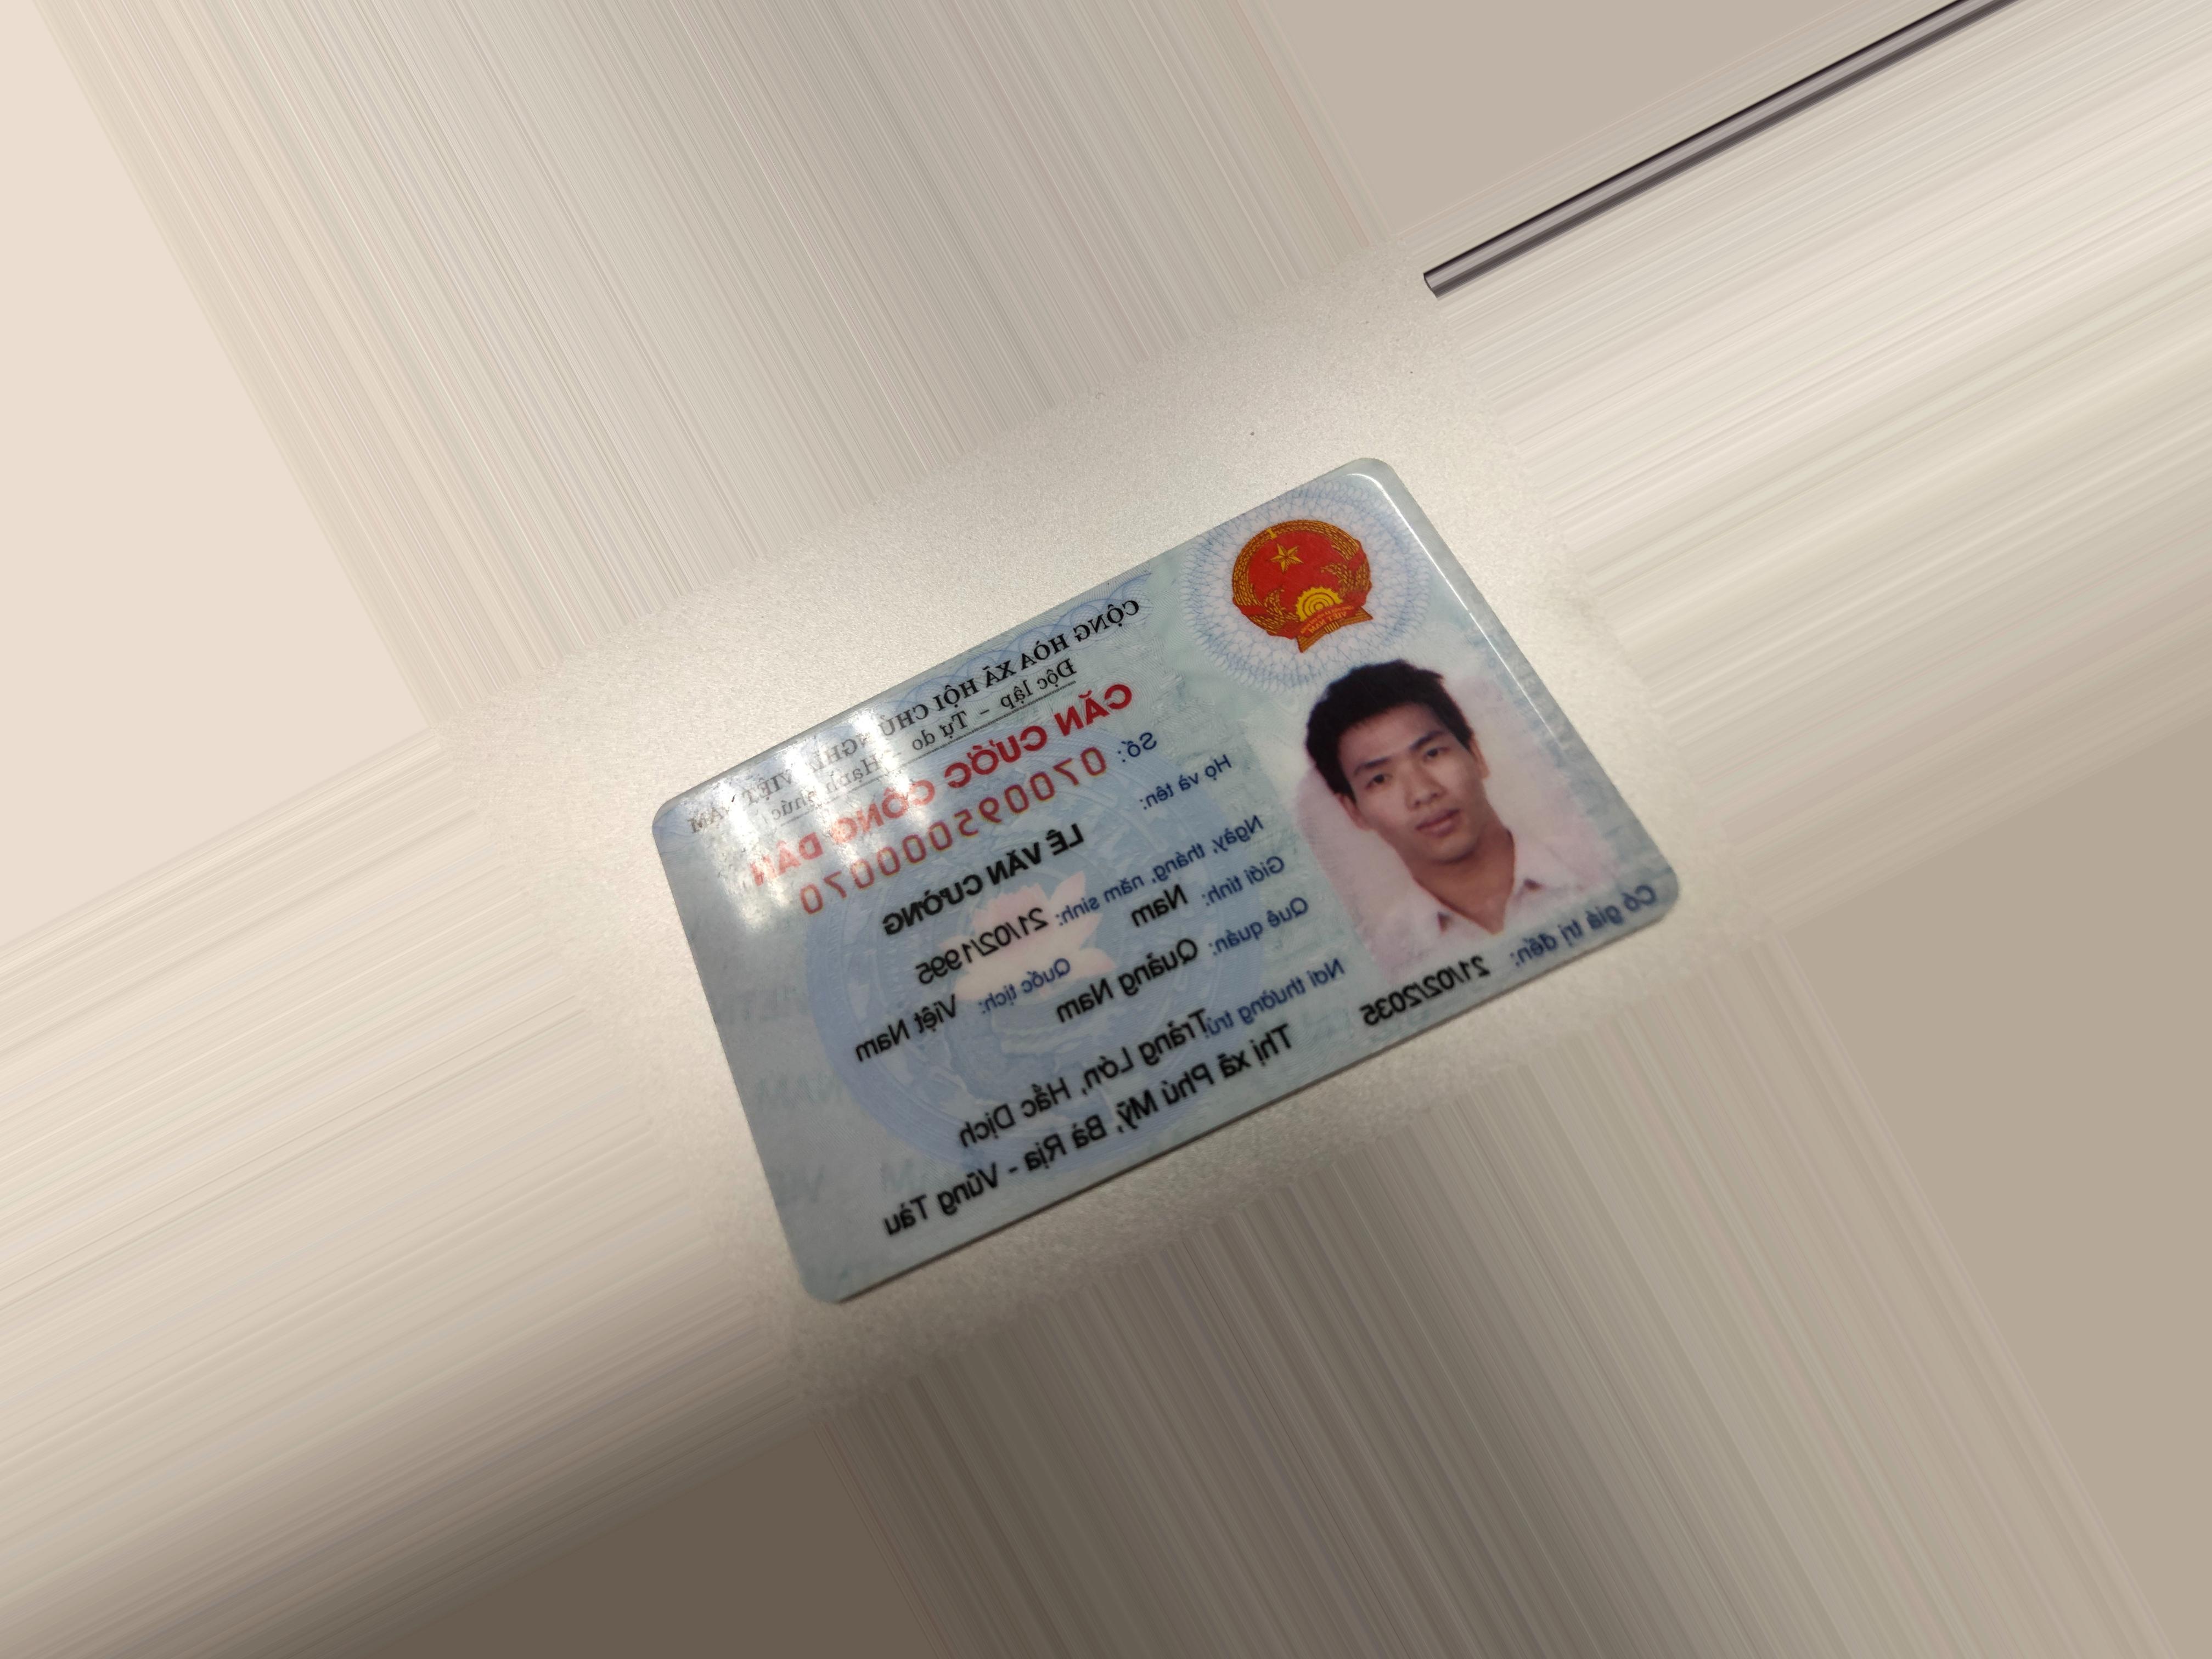 CỘNG HÒA XÃ HỘI CHỦ NGHĨA VIỆT NAM
Độc lập - Tự do - Hạnh phúc
CĂN CƯỚC CÔNG DÂN
Số: 070095000070
Họ và tên:
LÊ VĂN CƯỜNG
Ngày, tháng, năm sinh: 21/02/1995
Giới tính: Nam Quốc tịch: Việt Nam
Quê quán: Quảng Nam
Nơi thường trú: Trảng Lớn, Hắc Dịch
Thị xã Phú Mỹ, Bà Rịa - Vũng Tàu
Có giá trị đến: 21/02/2035
VIỆT NAM